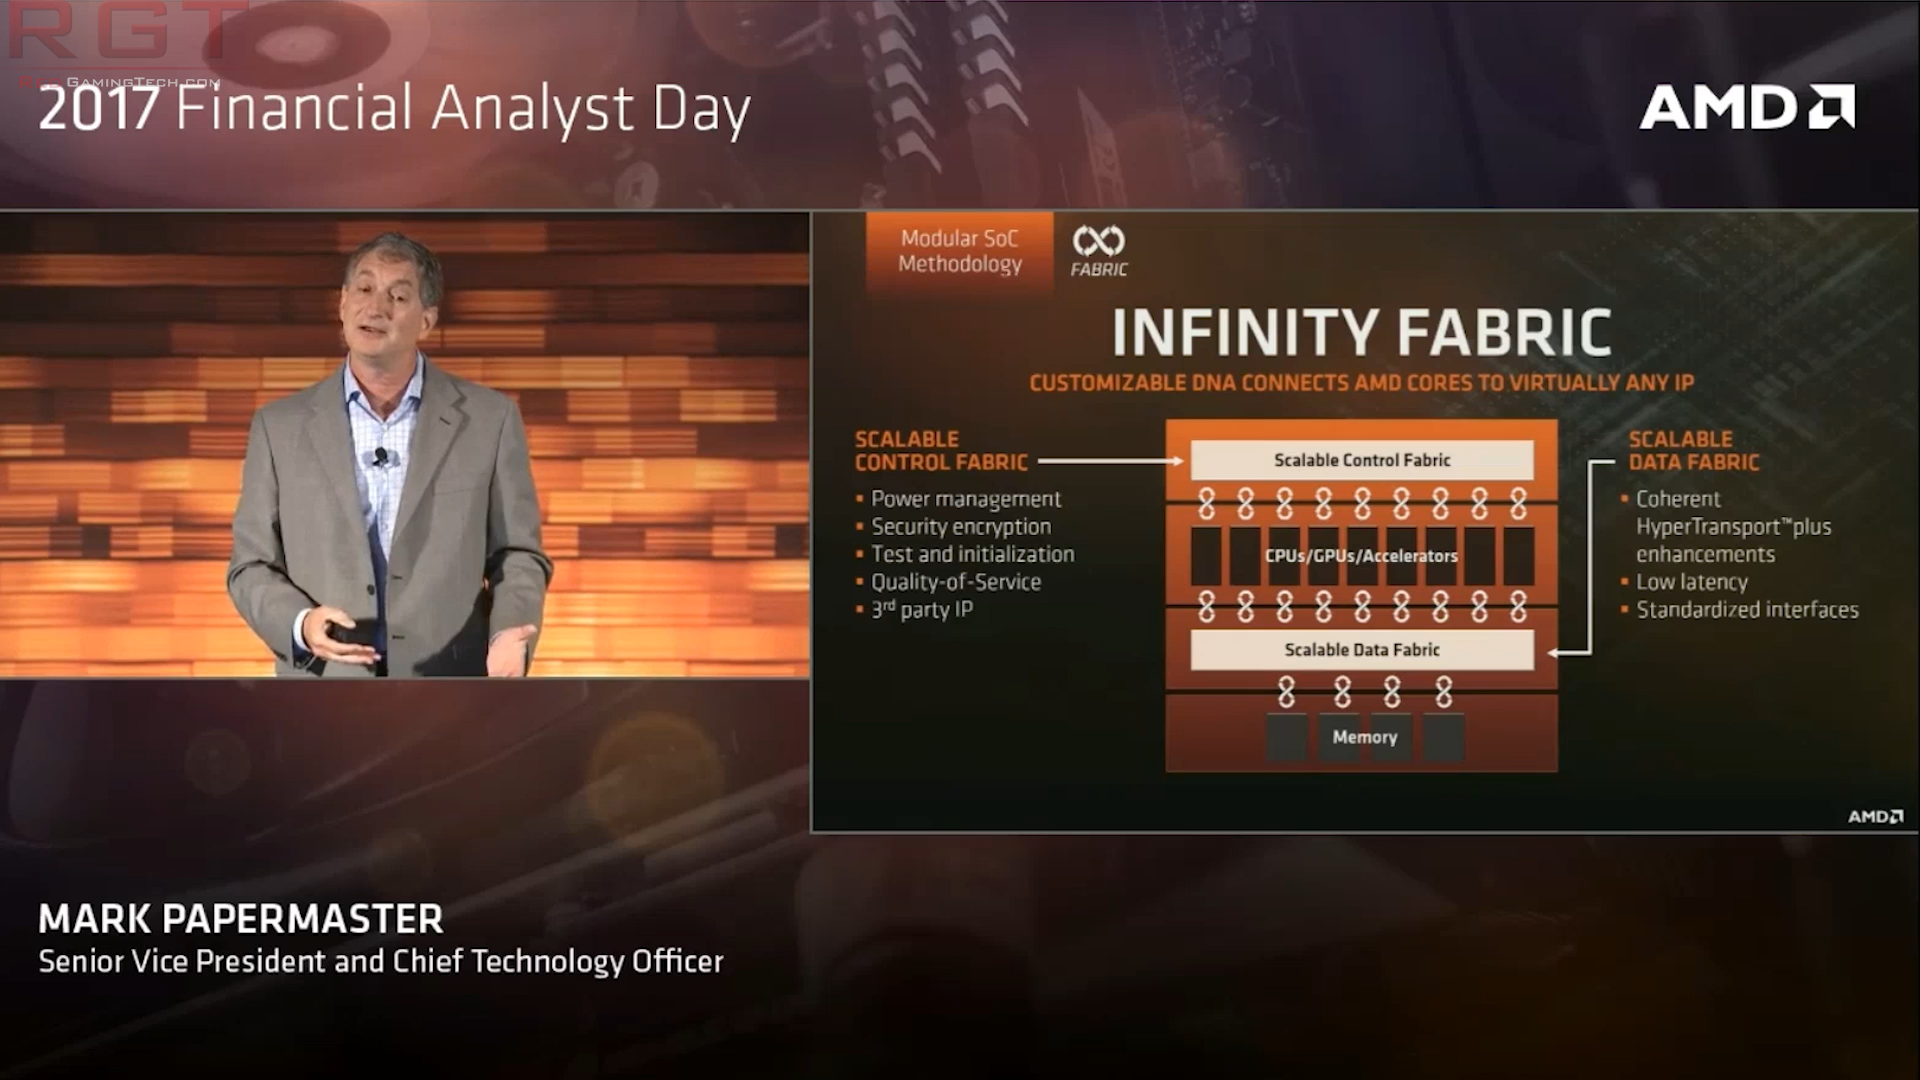 RGT
REDGAMINGTECH.COM
2017 Financial Analyst Day
AMD
Modular SoC
Methodology
FABRIC
INFINITY FABRIC
CUSTOMIZABLE DNA CONNECTS AMD CORES TO VIRTUALLY ANY IP
SCALABLE
CONTROL FABRIC
▪ Power management
▪ Security encryption
▪ Test and initialization
▪ Quality-of-Service
▪ 3rd party IP
Scalable Control Fabric
CPUs/GPUs/Accelerators
Scalable Data Fabric
Memory
SCALABLE
DATA FABRIC
▪ Coherent
HyperTransport™plus
enhancements
▪ Low latency
▪ Standardized interfaces
AMD
MARK PAPERMASTER
Senior Vice President and Chief Technology Officer